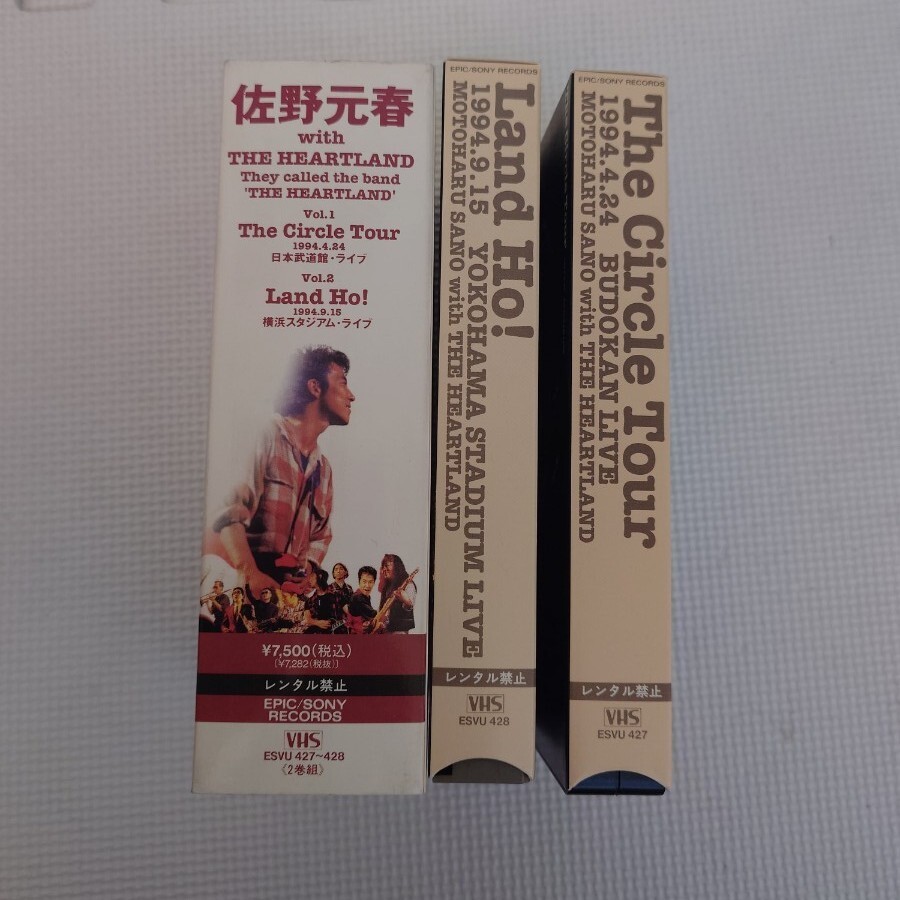 佐野元春
with
THE HEARTLAND
They called the band
'THE HEARTLAND'
Vol.1
The Circle Tour
1994.4.24
日本武道館・ライブ
Vol.2
Land Ho!
1994.9.15
横浜スタジアム・ライブ
¥7,500(税込)
(¥7,282(税抜))
レンタル禁止
EPIC/SONY
RECORDS
VHS
ESVU 427~428
《2巻組》
EPIC/SONY RECORDS
Land Ho!
1994.9.15 YOKOHAMA STADIUM LIVE
MOTOHARU SANO with THE HEARTLAND
レンタル禁止
VHS
ESVU 428
EPIC/SONY RECORDS
The Circle Tour
1994.4.24 BUDOKAN LIVE
MOTOHARU SANO with THE HEARTLAND
レンタル禁止
VHS
ESVU 427